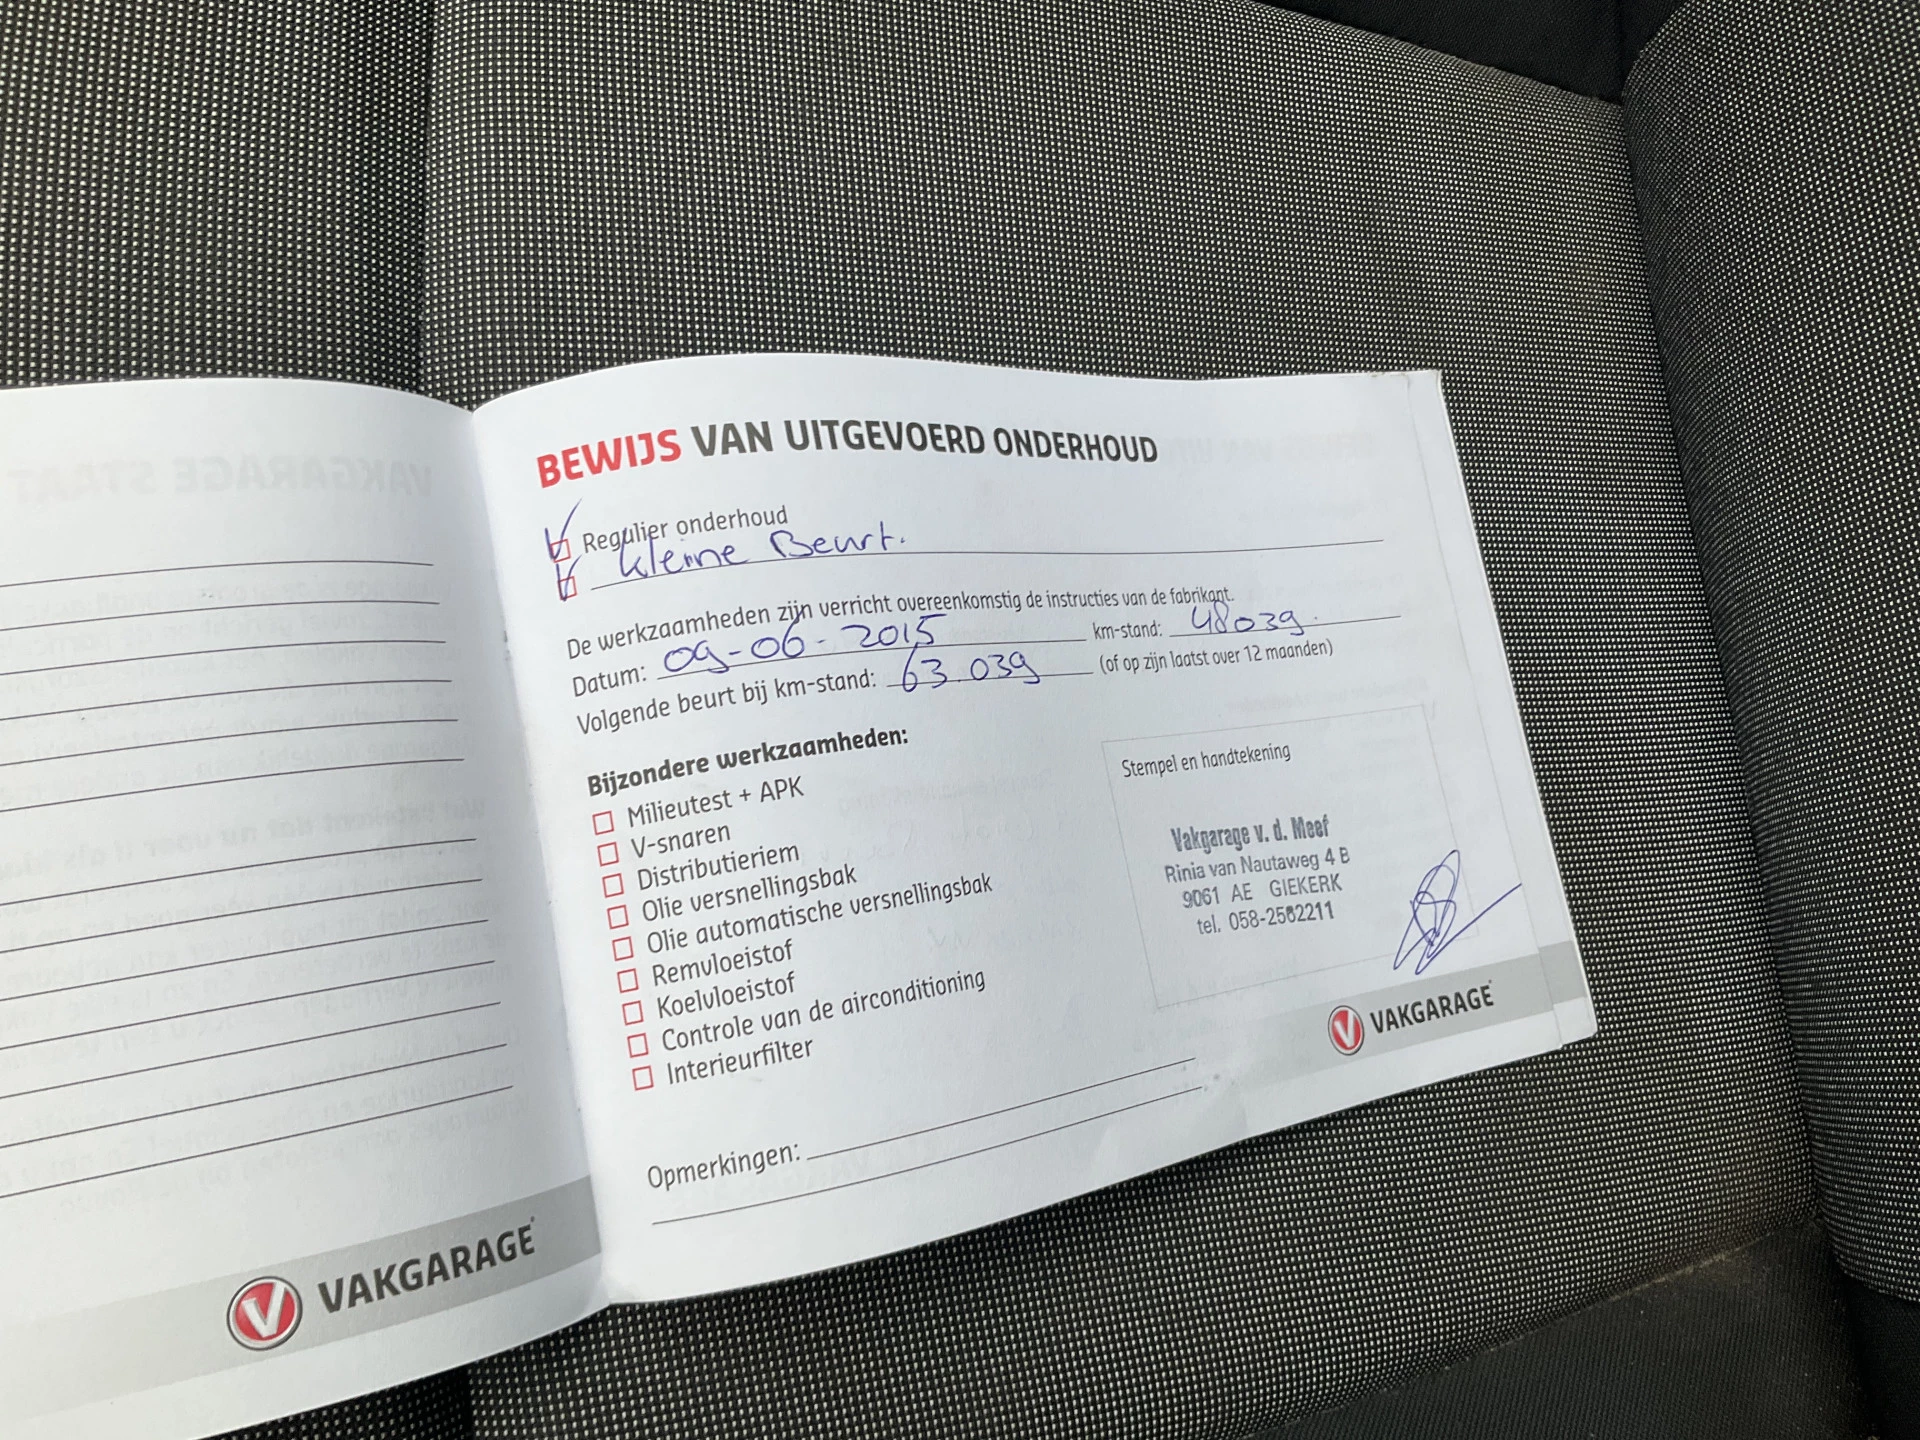 BEWIJS VAN UITGEVOERD ONDERHOUD
Regulier onderhoud
kleine Beurt.
De werkzaamheden zijn verricht overeenkomstig de instructies van de fabrikant.
Datum: 09-06-2015 km-stand: 48039.
Volgende beurt bij km-stand: 63.039 (of op zijn laatst over 12 maanden)
Bijzondere werkzaamheden:
Milieutest + APK
V-snaren
Distributieriem
Olie versnellingsbak
Olie automatische versnellingsbak
Remvloeistof
Koelvloeistof
Controle van de airconditioning
Interieurfilter
Stempel en handtekening
Vakgarage v. d. Meef
Rinia van Nautaweg 4 B
9061 AE GIEKERK
tel. 058-2562211
Opmerkingen:
V VAKGARAGE
V VAKGARAGE